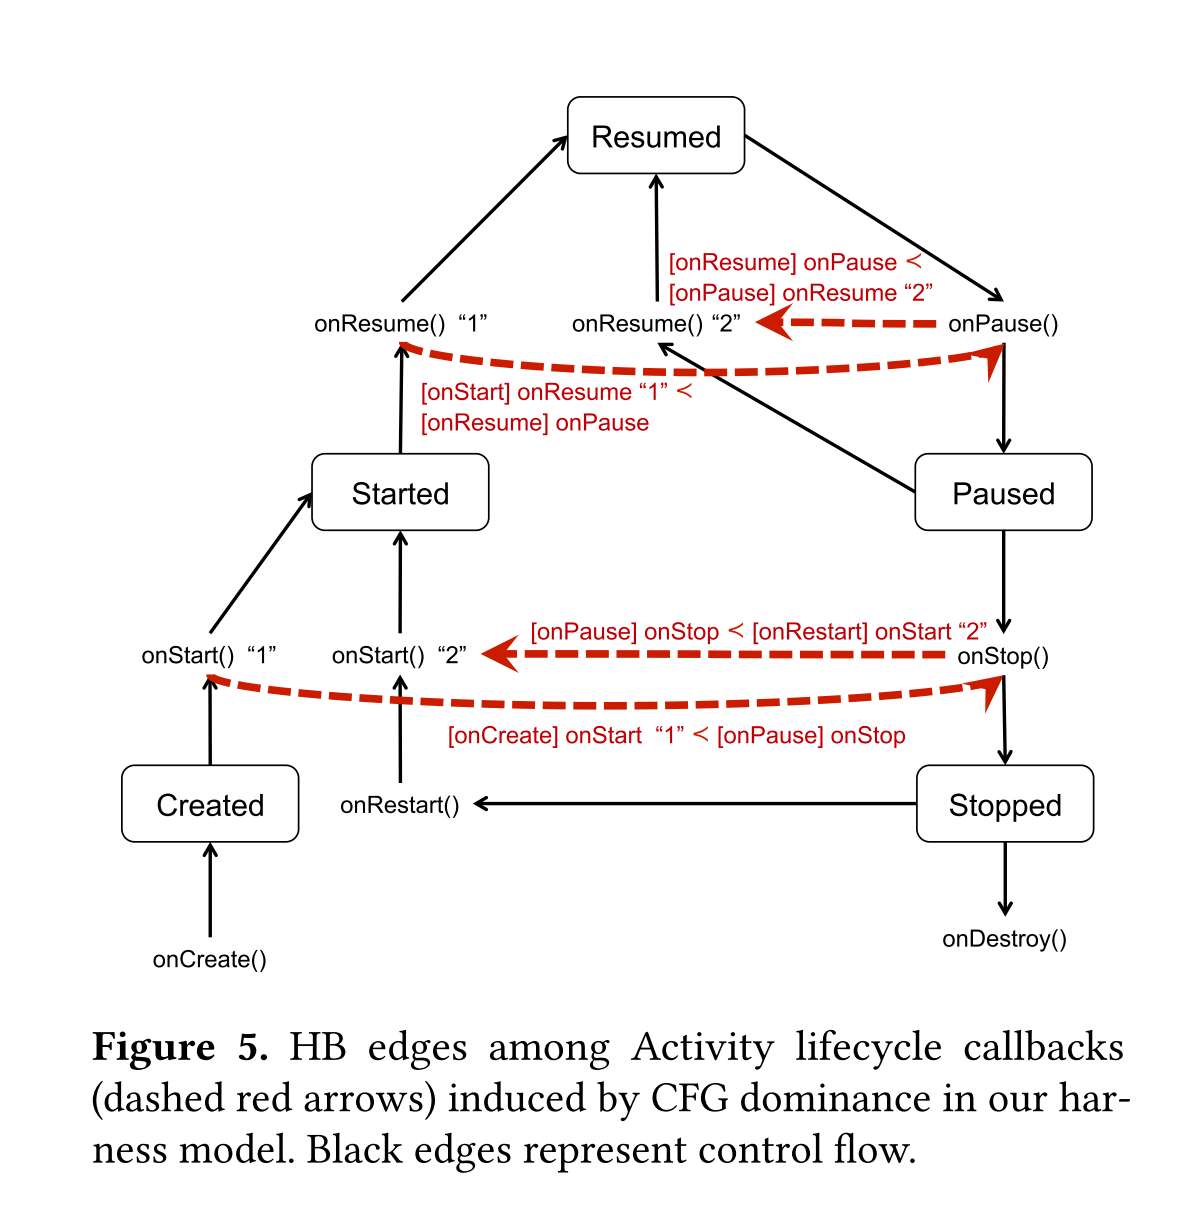 Resumed
[onResume] onPause ≺
[onPause] onResume “2”
onResume() “1”
onResume() “2”
onPause()
[onStart] onResume “1” ≺
[onResume] onPause
Started
Paused
[onPause] onStop ≺ [onRestart] onStart “2”
onStart() “1”
onStart() “2”
onStop()
[onCreate] onStart “1” ≺ [onPause] onStop
Created
onRestart()
Stopped
onDestroy()
onCreate()
Figure 5. HB edges among Activity lifecycle callbacks
(dashed red arrows) induced by CFG dominance in our har-
ness model. Black edges represent control flow.